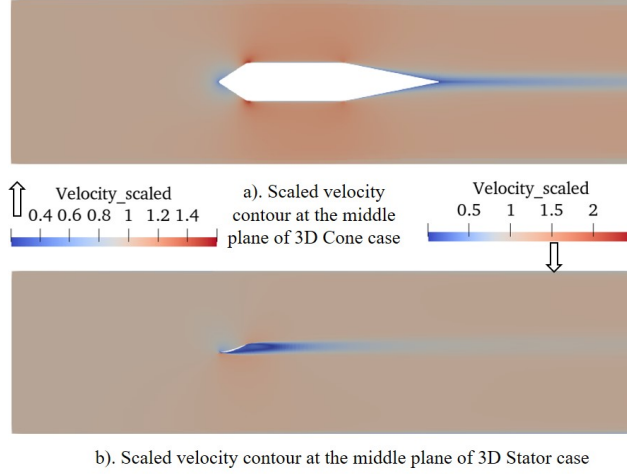 Velocity_scaled
0.4 0.6 0.8 1 1.2 1.4
a). Scaled velocity
contour at the middle
plane of 3D Cone case
Velocity_scaled
0.5 1 1.5 2
b). Scaled velocity contour at the middle plane of 3D Stator case